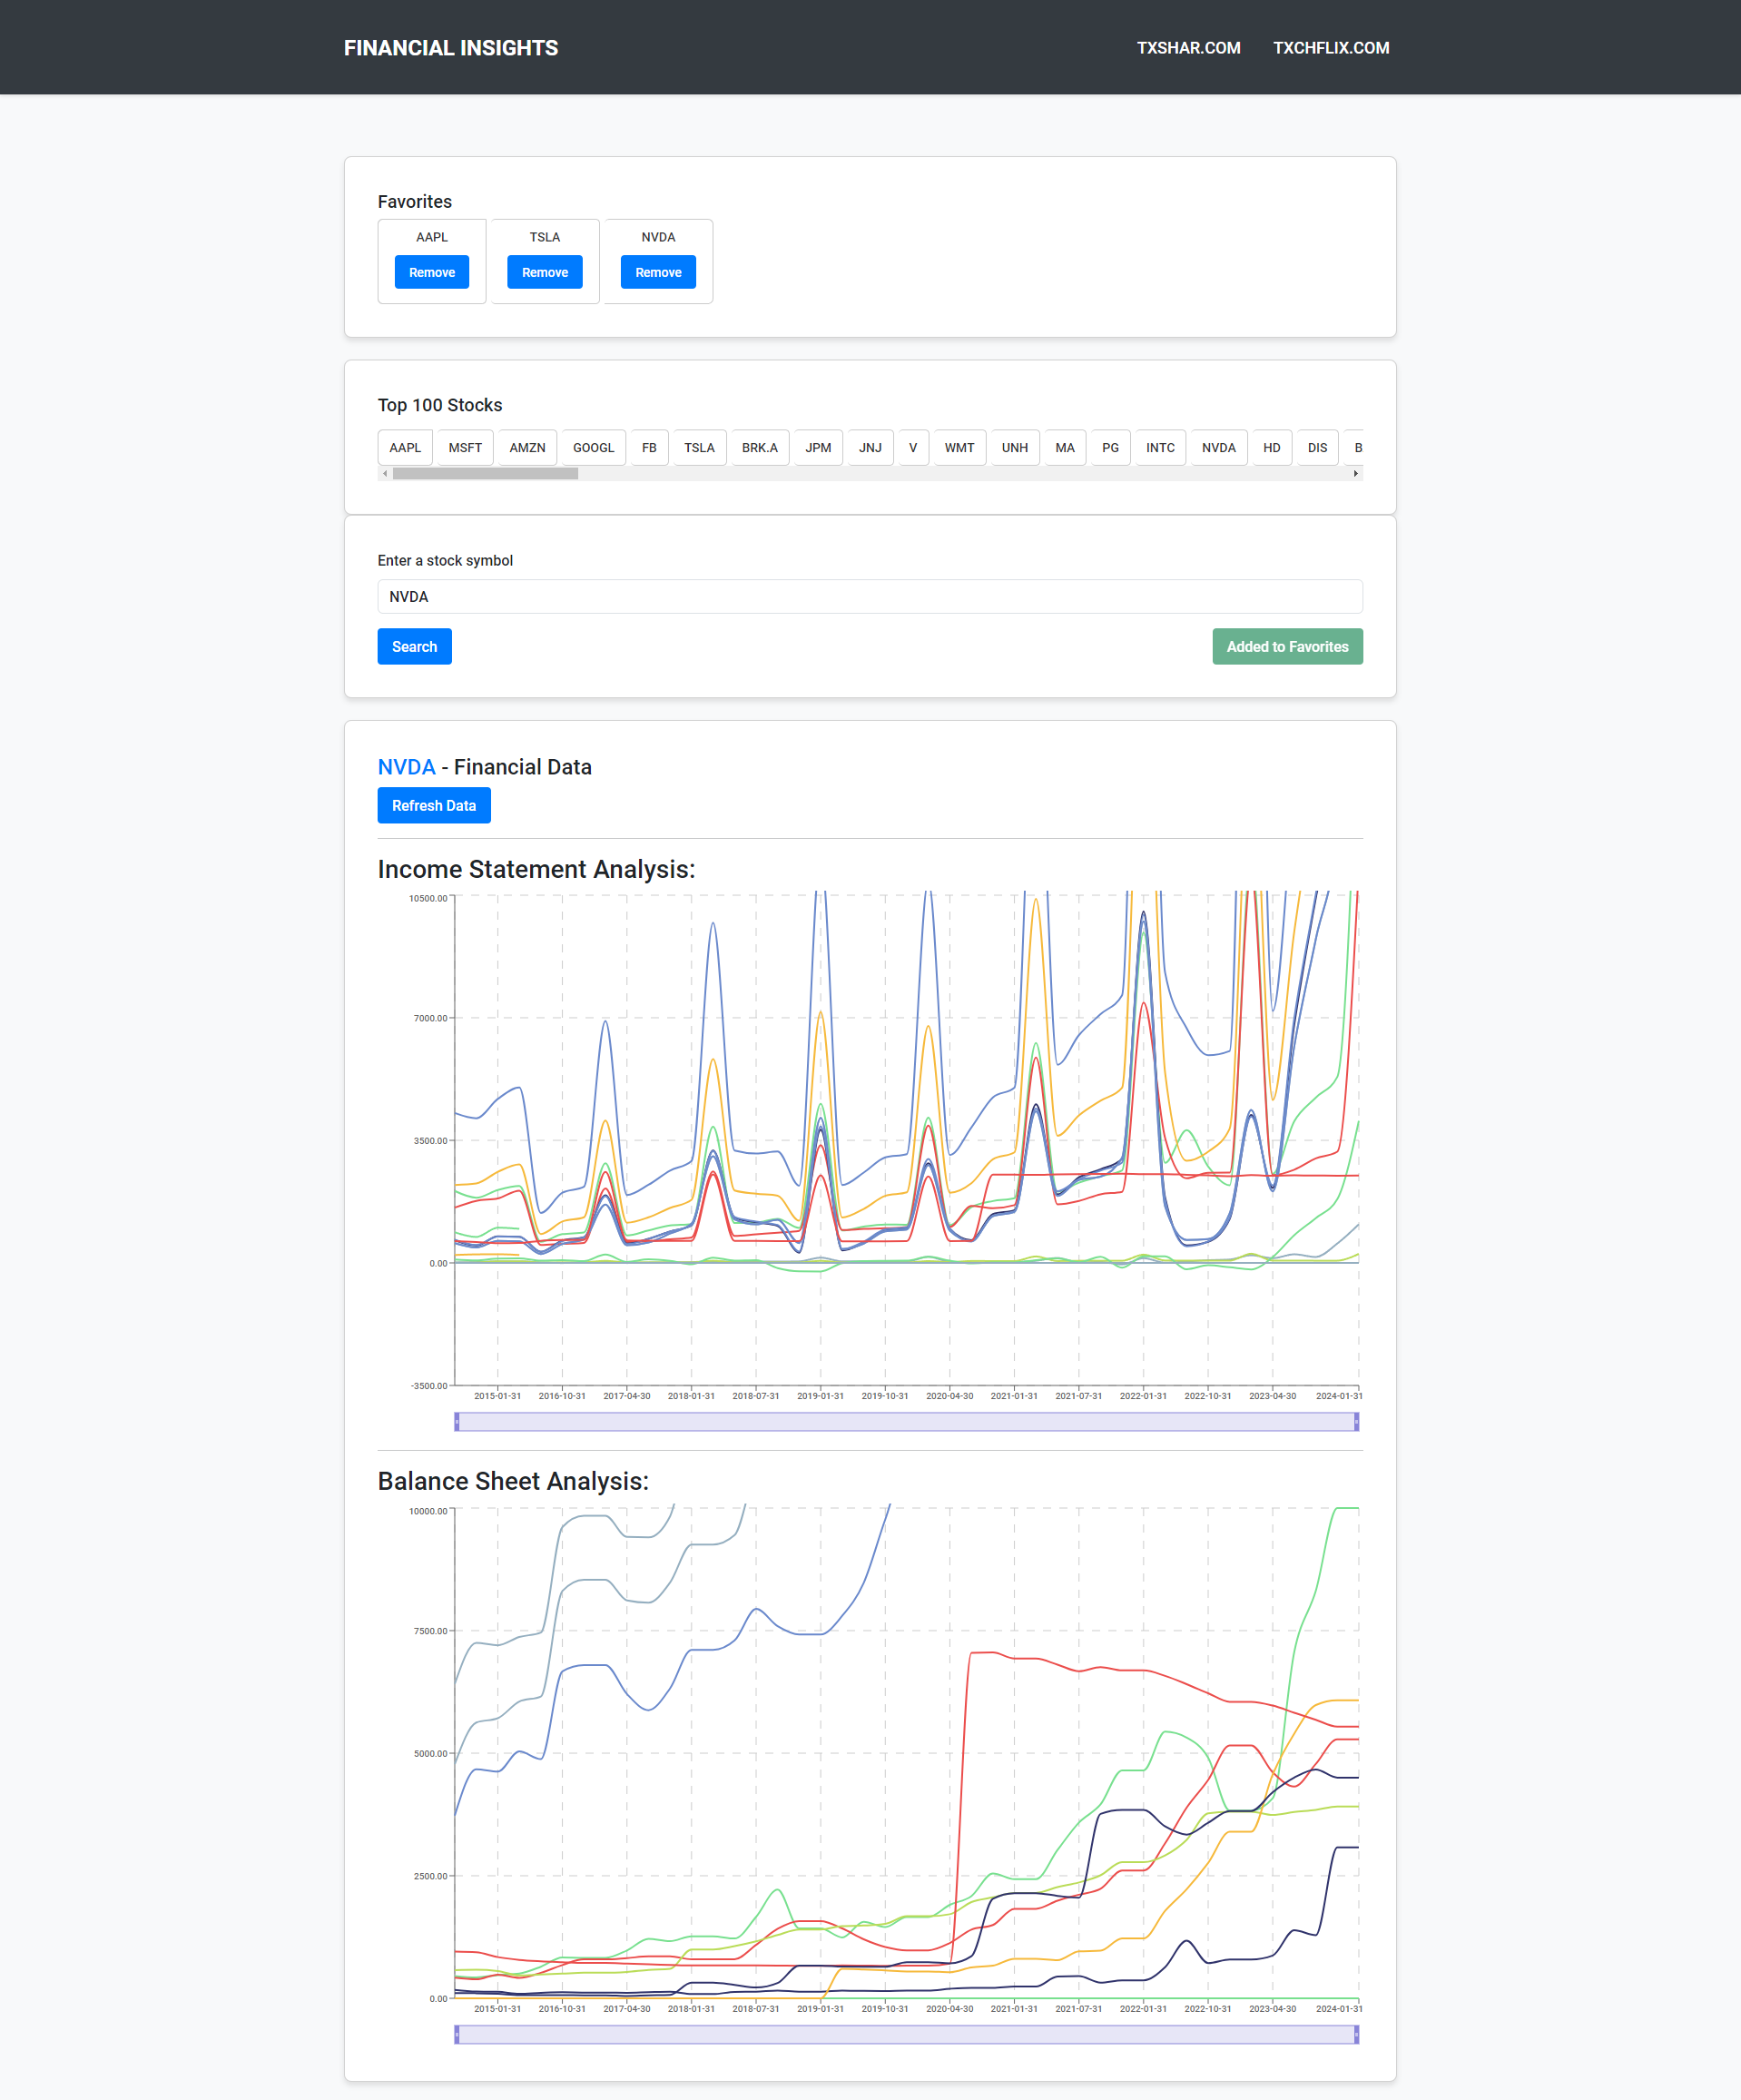 FINANCIAL INSIGHTS TXSHAR.COM TXCHFLIX.COM
Favorites
AAPL TSLA NVDA
Remove Remove Remove
Top 100 Stocks
AAPL MSFT AMZN GOOGL FB TSLA BRK.A JPM JNJ V WMT UNH MA PG INTC NVDA HD DIS B
Enter a stock symbol
NVDA
Search Added to Favorites
NVDA - Financial Data
Refresh Data
Income Statement Analysis:
10500.00
7000.00
3500.00
0.00
-3500.00
2015-01-31 2016-10-31 2017-04-30 2018-01-31 2018-07-31 2019-01-31 2019-10-31 2020-04-30 2021-01-31 2021-07-31 2022-01-31 2022-10-31 2023-04-30 2024-01-31
Balance Sheet Analysis:
10000.00
7500.00
5000.00
2500.00
0.00
2015-01-31 2016-10-31 2017-04-30 2018-01-31 2018-07-31 2019-01-31 2019-10-31 2020-04-30 2021-01-31 2021-07-31 2022-01-31 2022-10-31 2023-04-30 2024-01-31